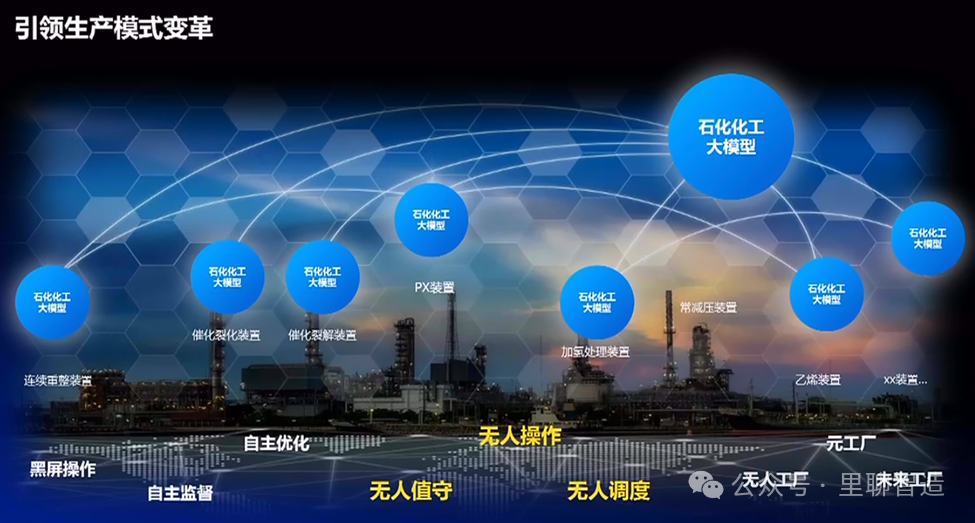 引领生产模式变革
石化化工
大模型
石化化工
大模型
石化化工
大模型
石化化工
大模型
石化化工
大模型
石化化工
大模型
石化化工
大模型
石化化工
大模型
PX装置
常减压装置
催化裂化装置
催化裂解装置
加氢处理装置
连续重整装置
乙烯装置
xx装置...
无人操作
自主优化
元工厂
黑屏操作
无人工厂
未来工厂
自主监督
无人值守
无人调度
公众号 · 里聊智造